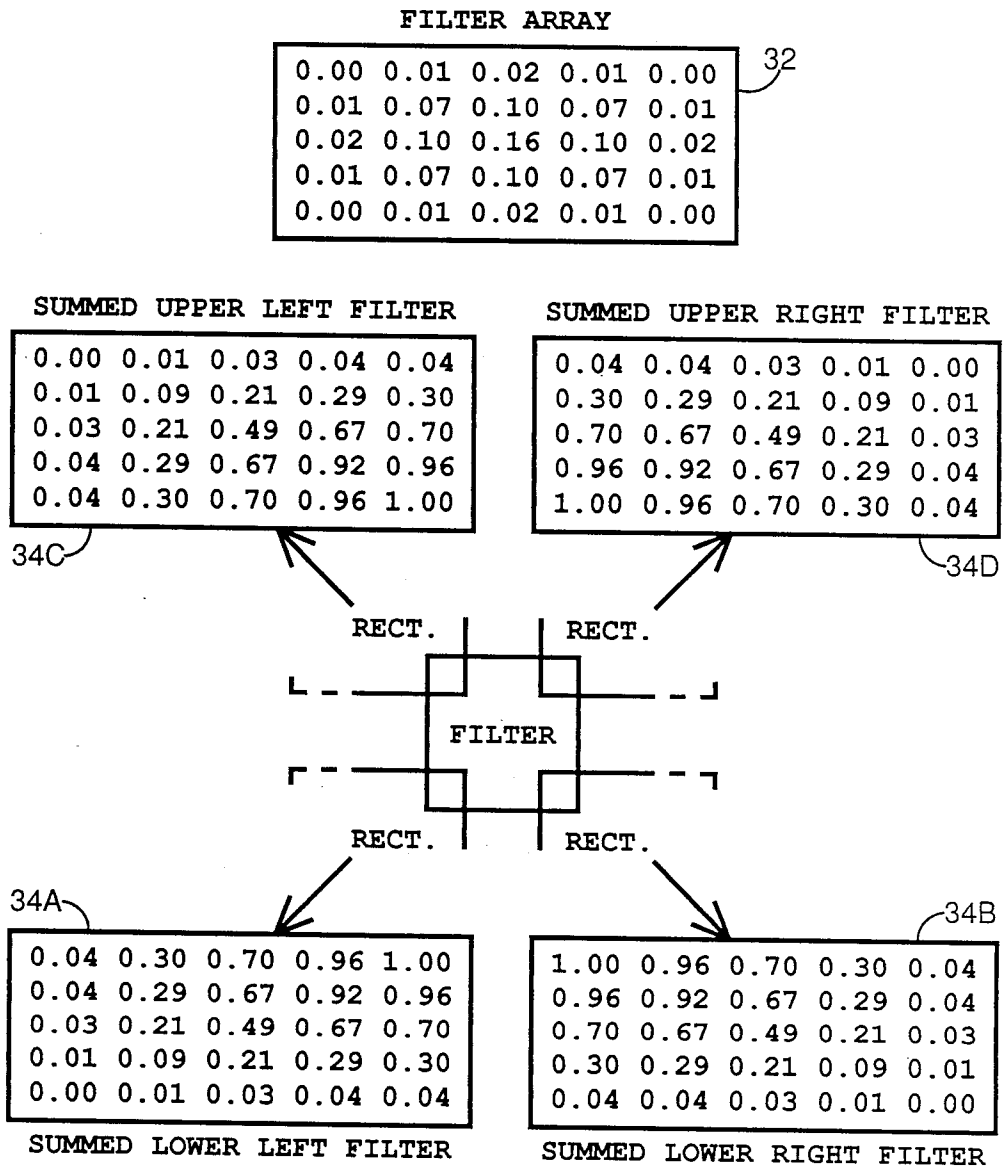 FILTER ARRAY
32
0.00 0.01 0.02 0.01 0.00
0.01 0.07 0.10 0.07 0.01
0.02 0.10 0.16 0.10 0.02
0.01 0.07 0.10 0.07 0.01
0.00 0.01 0.02 0.01 0.00
SUMMED UPPER LEFT FILTER
0.00 0.01 0.03 0.04 0.04
0.01 0.09 0.21 0.29 0.30
0.03 0.21 0.49 0.67 0.70
0.04 0.29 0.67 0.92 0.96
0.04 0.30 0.70 0.96 1.00
34C
SUMMED UPPER RIGHT FILTER
0.04 0.04 0.03 0.01 0.00
0.30 0.29 0.21 0.09 0.01
0.70 0.67 0.49 0.21 0.03
0.96 0.92 0.67 0.29 0.04
1.00 0.96 0.70 0.30 0.04
34D
RECT.
RECT.
FILTER
RECT.
RECT.
34A
0.04 0.30 0.70 0.96 1.00
0.04 0.29 0.67 0.92 0.96
0.03 0.21 0.49 0.67 0.70
0.01 0.09 0.21 0.29 0.30
0.00 0.01 0.03 0.04 0.04
SUMMED LOWER LEFT FILTER
34B
1.00 0.96 0.70 0.30 0.04
0.96 0.92 0.67 0.29 0.04
0.70 0.67 0.49 0.21 0.03
0.30 0.29 0.21 0.09 0.01
0.04 0.04 0.03 0.01 0.00
SUMMED LOWER RIGHT FILTER